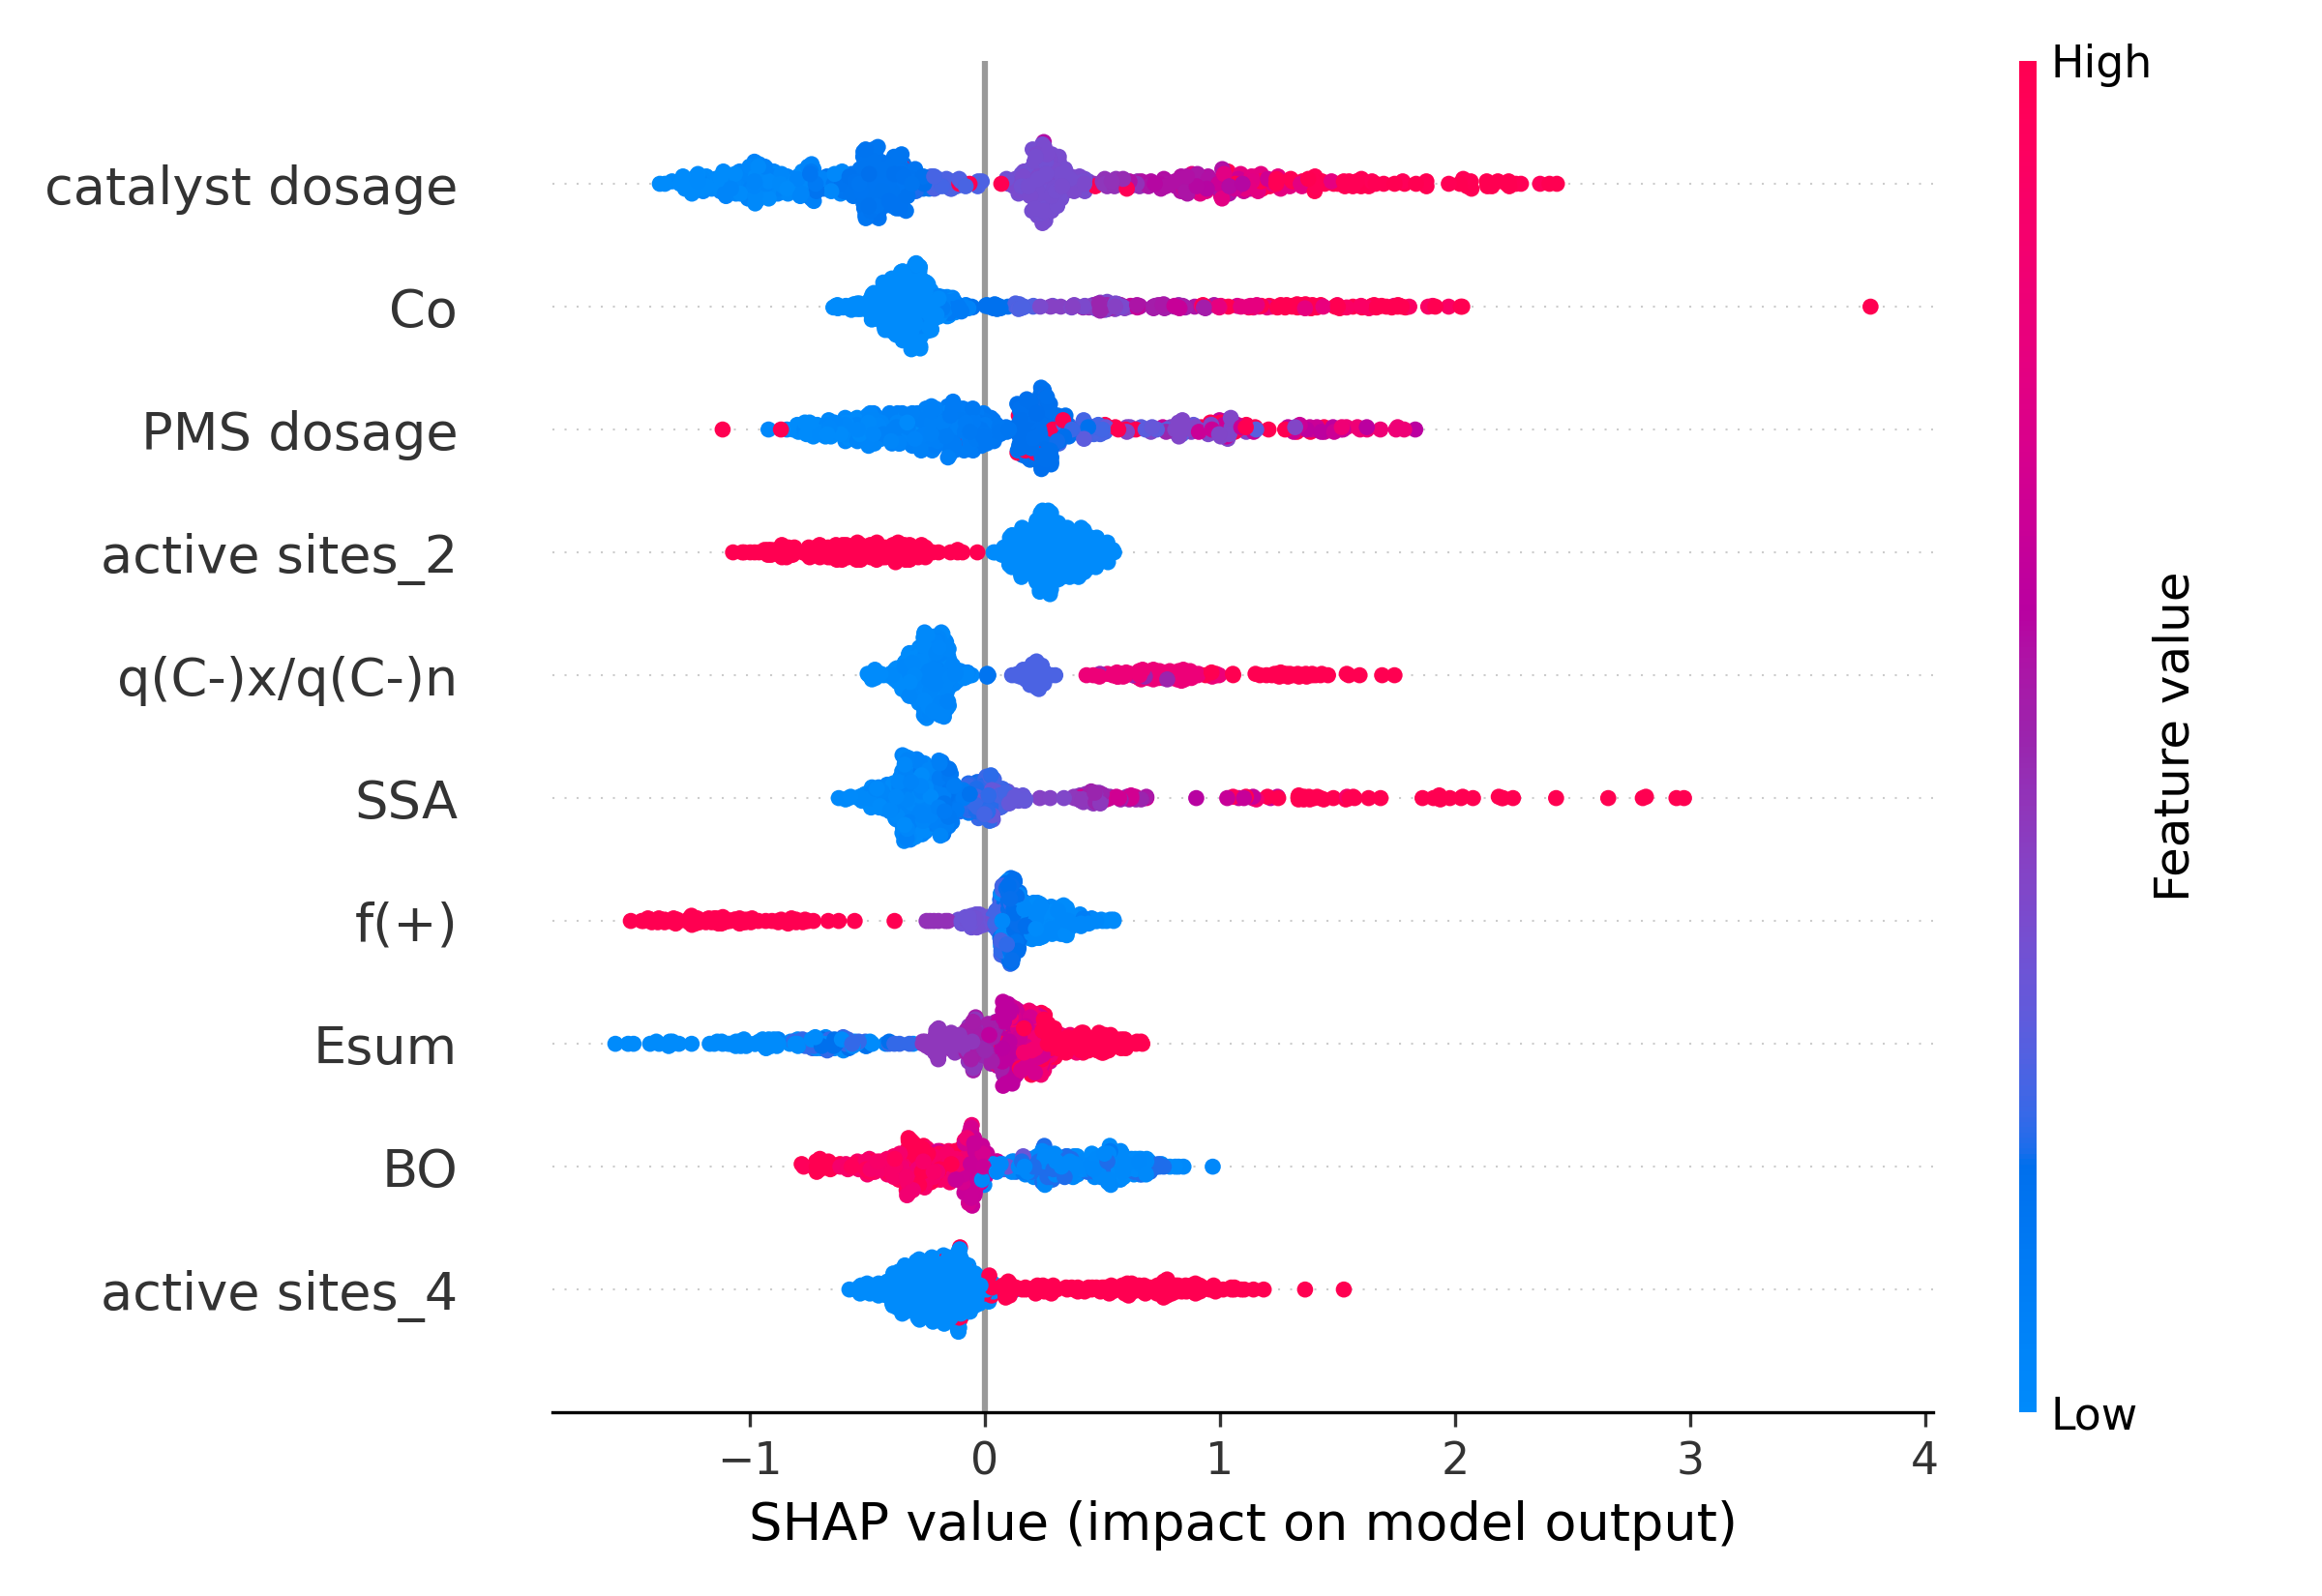 High
catalyst dosage
Co
PMS dosage
active sites_2
q(C-)x/q(C-)n
SSA
f(+)
Esum
BO
active sites_4
Feature value
Low
−1 0 1 2 3 4
SHAP value (impact on model output)